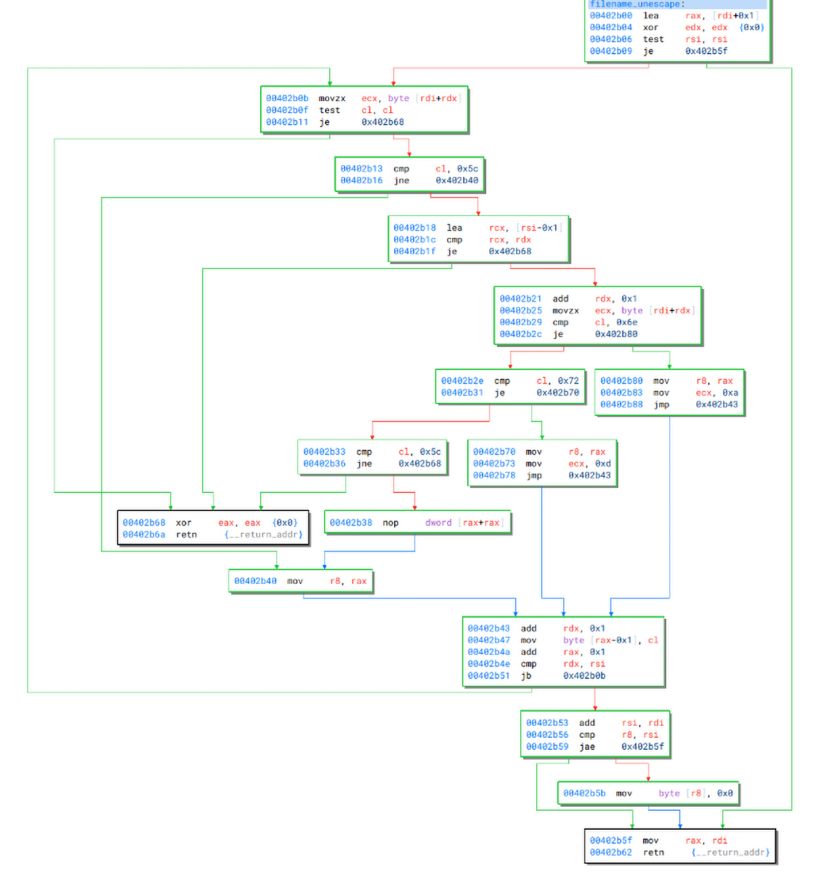 filename_unescape:
00402b00 lea rax, [rdi+0x1]
00402b04 xor edx, edx {0x0}
00402b06 test rsi, rsi
00402b09 je 0x402b5f
00402b0b movzx ecx, byte [rdi+rdx]
00402b0f test cl, cl
00402b11 je 0x402b68
00402b13 cmp cl, 0x5c
00402b16 jne 0x402b40
00402b18 lea rcx, [rsi-0x1]
00402b1c cmp rcx, rdx
00402b1f je 0x402b68
00402b21 add rdx, 0x1
00402b25 movzx ecx, byte [rdi+rdx]
00402b29 cmp cl, 0x6e
00402b2c je 0x402b80
00402b2e cmp cl, 0x72
00402b31 je 0x402b70
00402b80 mov r8, rax
00402b83 mov ecx, 0xa
00402b88 jmp 0x402b43
00402b33 cmp cl, 0x5c
00402b36 jne 0x402b68
00402b70 mov r8, rax
00402b73 mov ecx, 0xd
00402b78 jmp 0x402b43
00402b68 xor eax, eax {0x0}
00402b6a retn {__return_addr}
00402b38 nop dword [rax+rax]
00402b40 mov r8, rax
00402b43 add rdx, 0x1
00402b47 mov byte [rax-0x1], cl
00402b4a add rax, 0x1
00402b4e cmp rdx, rsi
00402b51 jb 0x402b0b
00402b53 add rsi, rdi
00402b56 cmp r8, rsi
00402b59 jae 0x402b5f
00402b5b mov byte [r8], 0x0
00402b5f mov rax, rdi
00402b62 retn {__return_addr}